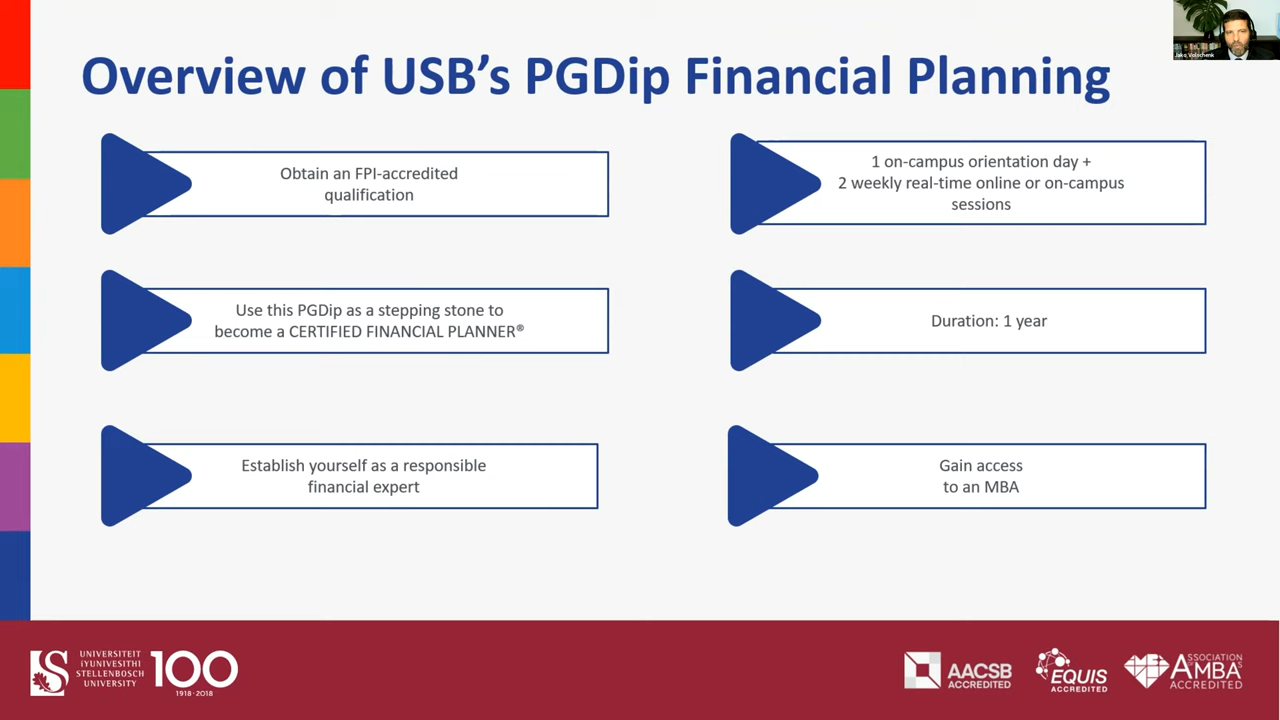 Overview of USB's PGDip Financial Planning
Jako Volschenk
Obtain an FPI-accredited
qualification
1 on-campus orientation day +
2 weekly real-time online or on-campus
sessions
Use this PGDip as a stepping stone to
become a CERTIFIED FINANCIAL PLANNER®
Duration: 1 year
Establish yourself as a responsible
financial expert
Gain access
to an MBA
UNIVERSITEIT
iYUNIVESITHI
STELLENBOSCH
UNIVERSITY
100
1918·2018
AACSB
ACCREDITED
EQUIS
ACCREDITED
ASSOCIATION
OF
AMBA'S
ACCREDITED